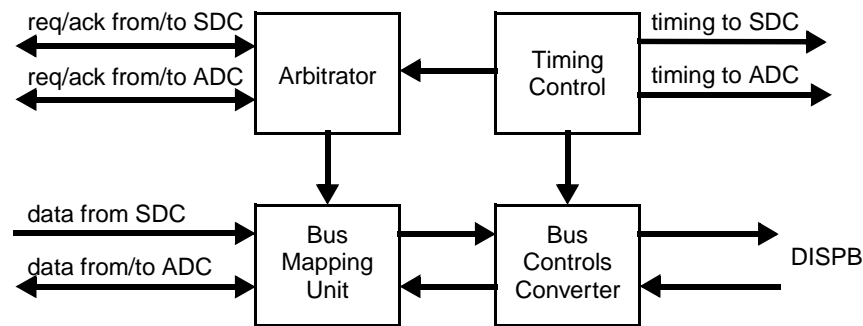 req/ack from/to SDC
req/ack from/to ADC
Arbitrator
Timing
Control
timing to SDC
timing to ADC
data from SDC
data from/to ADC
Bus
Mapping
Unit
Bus
Controls
Converter
DISPB